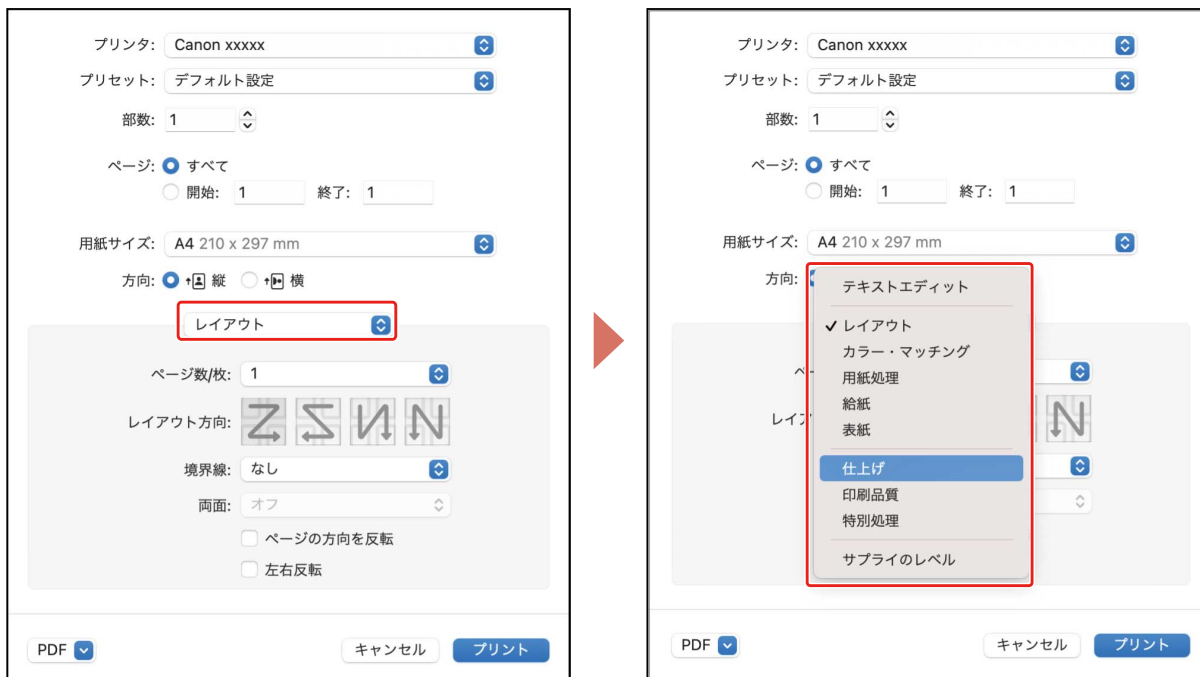 プリンタ: Canon xxxxx
プリセット: デフォルト設定
部数: 1
ページ: すべて
開始: 1 終了: 1
用紙サイズ: A4 210 x 297 mm
方向: 縦 横
レイアウト
ページ数/枚: 1
レイアウト方向:
境界線: なし
両面: オフ
ページの方向を反転
左右反転
PDF キャンセル プリント
プリンタ: Canon xxxxx
プリセット: デフォルト設定
部数: 1
ページ: すべて
開始: 1 終了: 1
用紙サイズ: A4 210 x 297 mm
方向:
テキストエディット
レイアウト
カラー・マッチング
用紙処理
給紙
表紙
仕上げ
印刷品質
特別処理
サプライのレベル
PDF キャンセル プリント